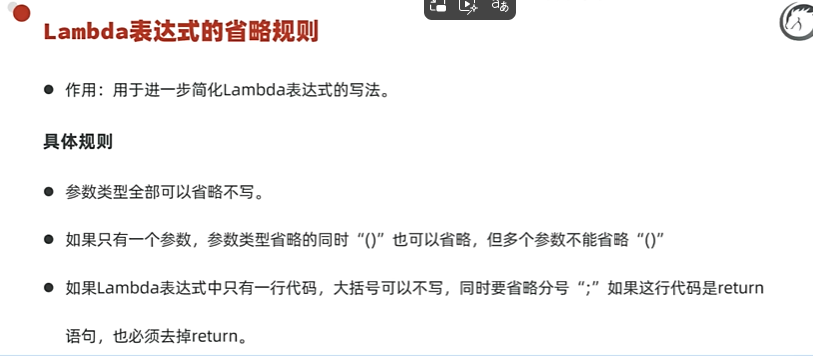 Lambda表达式的省略规则
作用：用于进一步简化Lambda表达式的写法。
具体规则
参数类型全部可以省略不写。
如果只有一个参数，参数类型省略的同时“()”也可以省略，但多个参数不能省略“()”
如果Lambda表达式中只有一行代码，大括号可以不写，同时要省略分号“;”如果这行代码是return
语句，也必须去掉return。